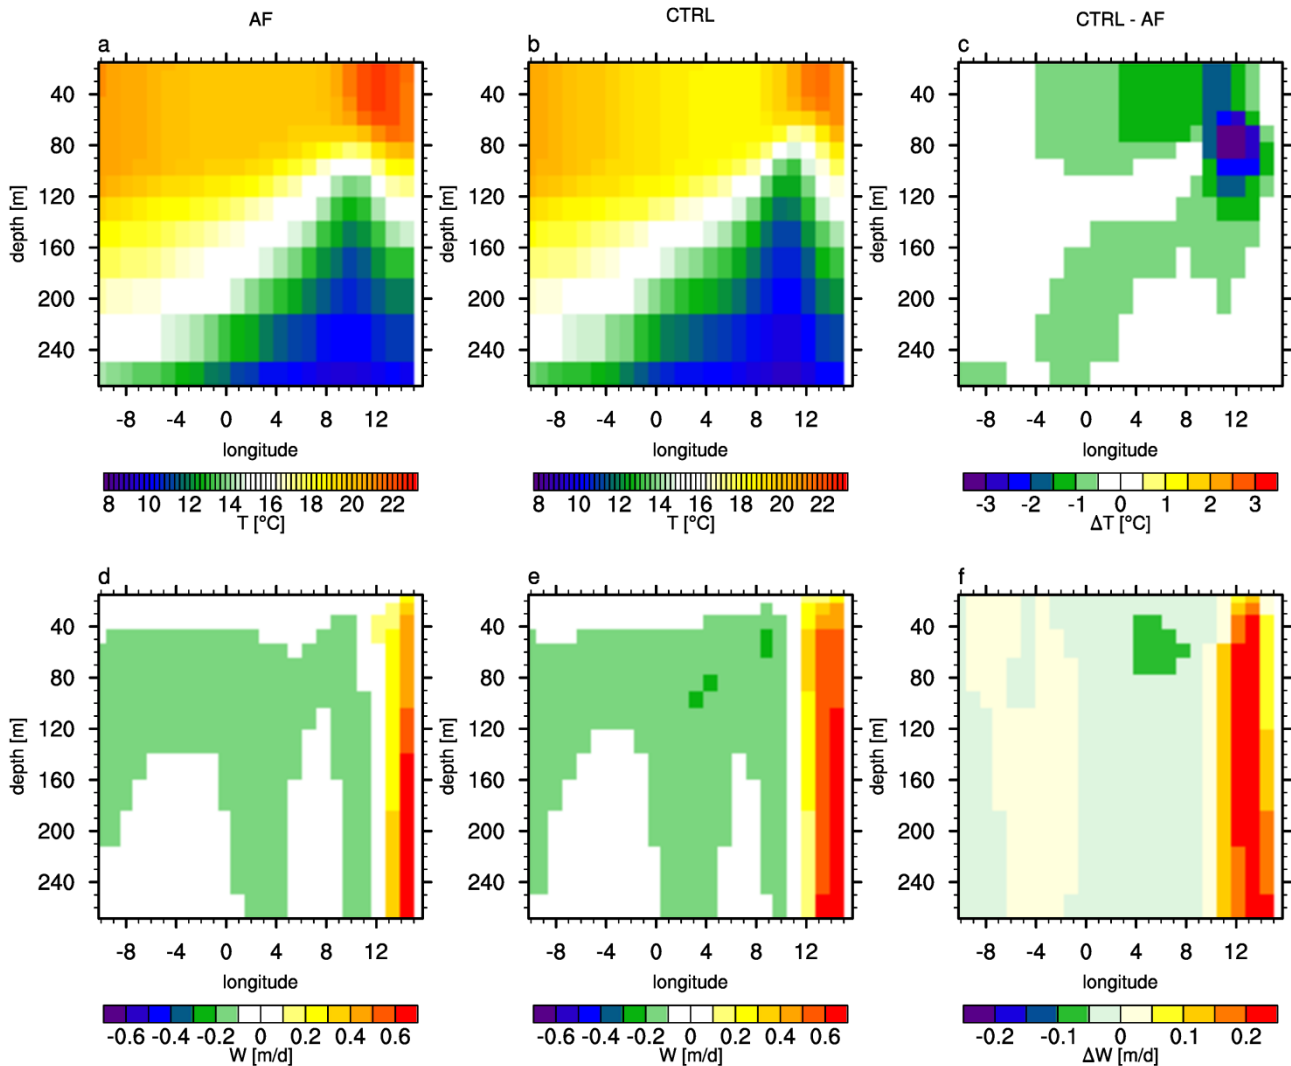 AF CTRL CTRL - AF
a b c
40 40 40
80 80 80
120 120 120
160 160 160
200 200 200
240 240 240
depth [m] depth [m] depth [m]
-8 -4 0 4 8 12 -8 -4 0 4 8 12 -8 -4 0 4 8 12
longitude longitude longitude
8 10 12 14 16 18 20 22 8 10 12 14 16 18 20 22 -3 -2 -1 0 1 2 3
T [°C] T [°C] ΔT [°C]
d e f
40 40 40
80 80 80
120 120 120
160 160 160
200 200 200
240 240 240
depth [m] depth [m] depth [m]
-8 -4 0 4 8 12 -8 -4 0 4 8 12 -8 -4 0 4 8 12
longitude longitude longitude
-0.6 -0.4 -0.2 0 0.2 0.4 0.6 -0.6 -0.4 -0.2 0 0.2 0.4 0.6 -0.2 -0.1 0 0.1 0.2
W [m/d] W [m/d] ΔW [m/d]